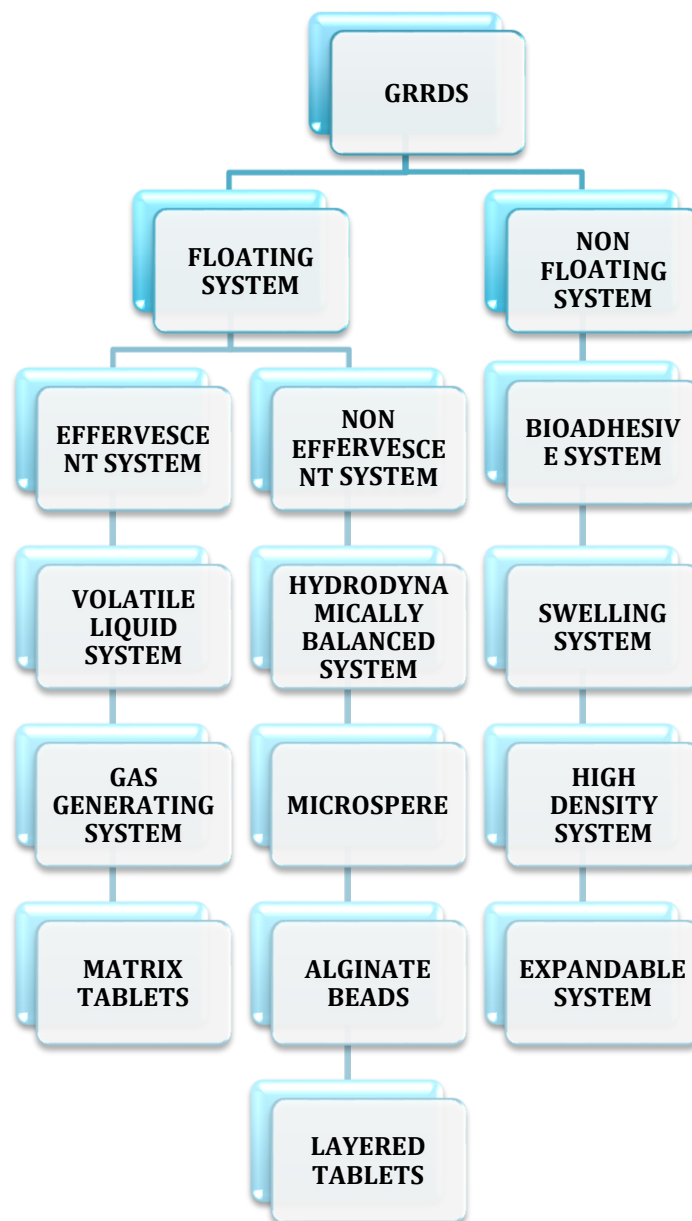 GRRDS
FLOATING
SYSTEM
NON
FLOATING
SYSTEM
EFFERVESCE
NT SYSTEM
NON
EFFERVESCE
NT SYSTEM
BIOADHESIV
E SYSTEM
VOLATILE
LIQUID
SYSTEM
HYDRODYNA
MICALLY
BALANCED
SYSTEM
SWELLING
SYSTEM
GAS
GENERATING
SYSTEM
MICROSPERE
HIGH
DENSITY
SYSTEM
MATRIX
TABLETS
ALGINATE
BEADS
EXPANDABLE
SYSTEM
LAYERED
TABLETS